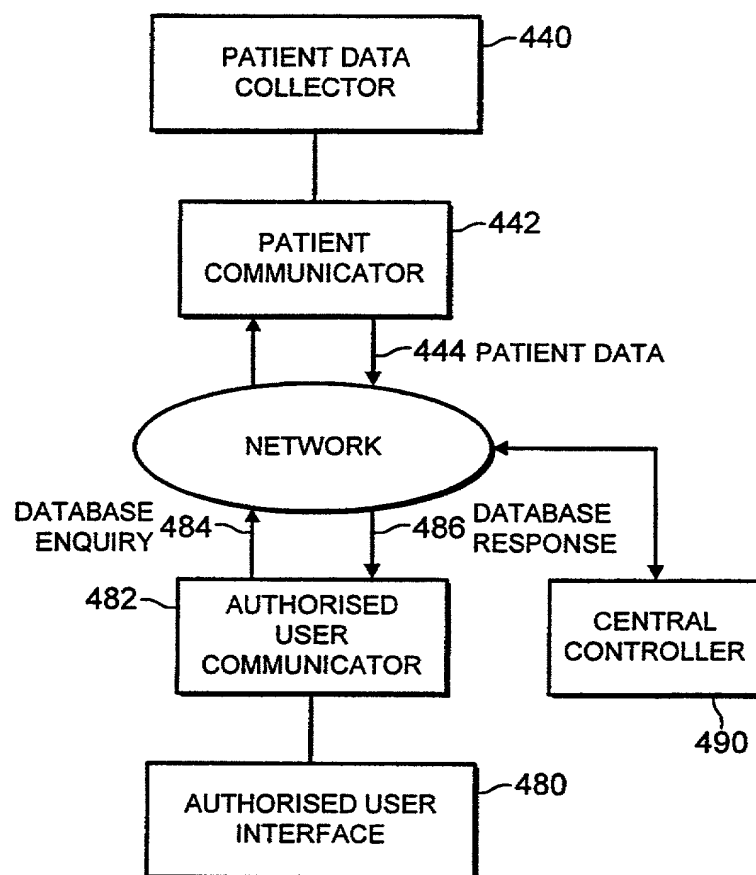 PATIENT DATA
COLLECTOR
440
PATIENT
COMMUNICATOR
442
444 PATIENT DATA
NETWORK
DATABASE
ENQUIRY
484
486
DATABASE
RESPONSE
482
AUTHORISED
USER
COMMUNICATOR
CENTRAL
CONTROLLER
490
AUTHORISED USER
INTERFACE
480